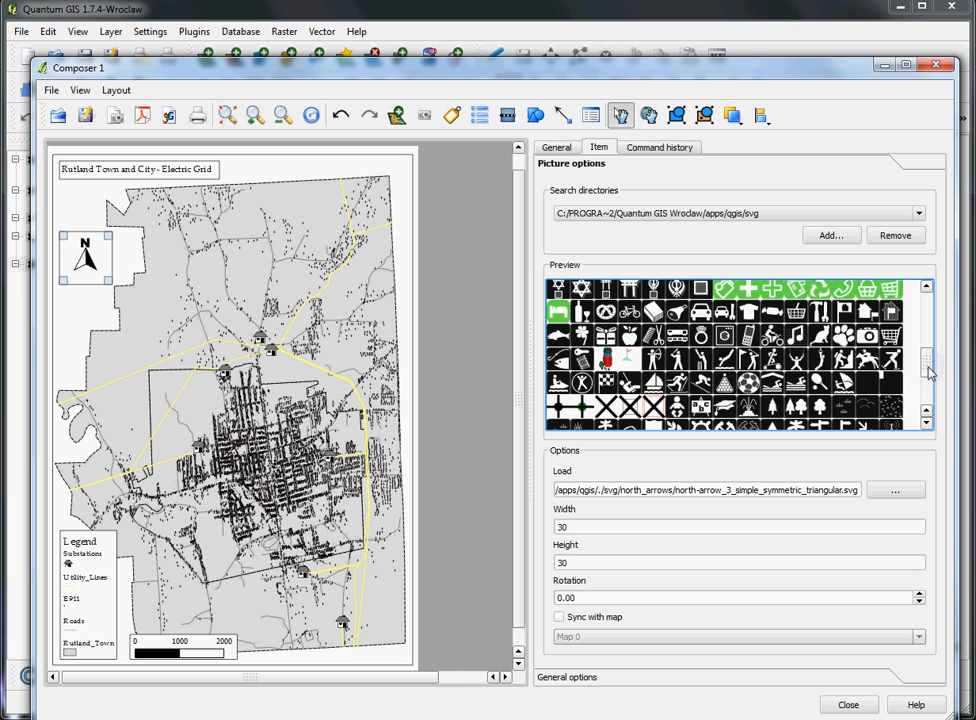 Quantum GIS 1.7.4-Wroclaw
File Edit View Layer Settings Plugins Database Raster Vector Help
Composer 1
File View Layout
General Item Command history
Picture options
Search directories
C:/PROGRA~2/Quantum GIS Wroclaw/apps/qgis/svg
Add... Remove
Preview
Options
Load
/apps/qgis/./svg/north_arrows/north-arrow_3_simple_symmetric_triangular.svg ...
Width
30
Height
30
Rotation
0.00
Sync with map
Map 0
General options
Close Help
Rutland Town and City - Electric Grid
N
Legend
Substations
Utility_Lines
E911
Roads
Rutland_Town
0 1000 2000